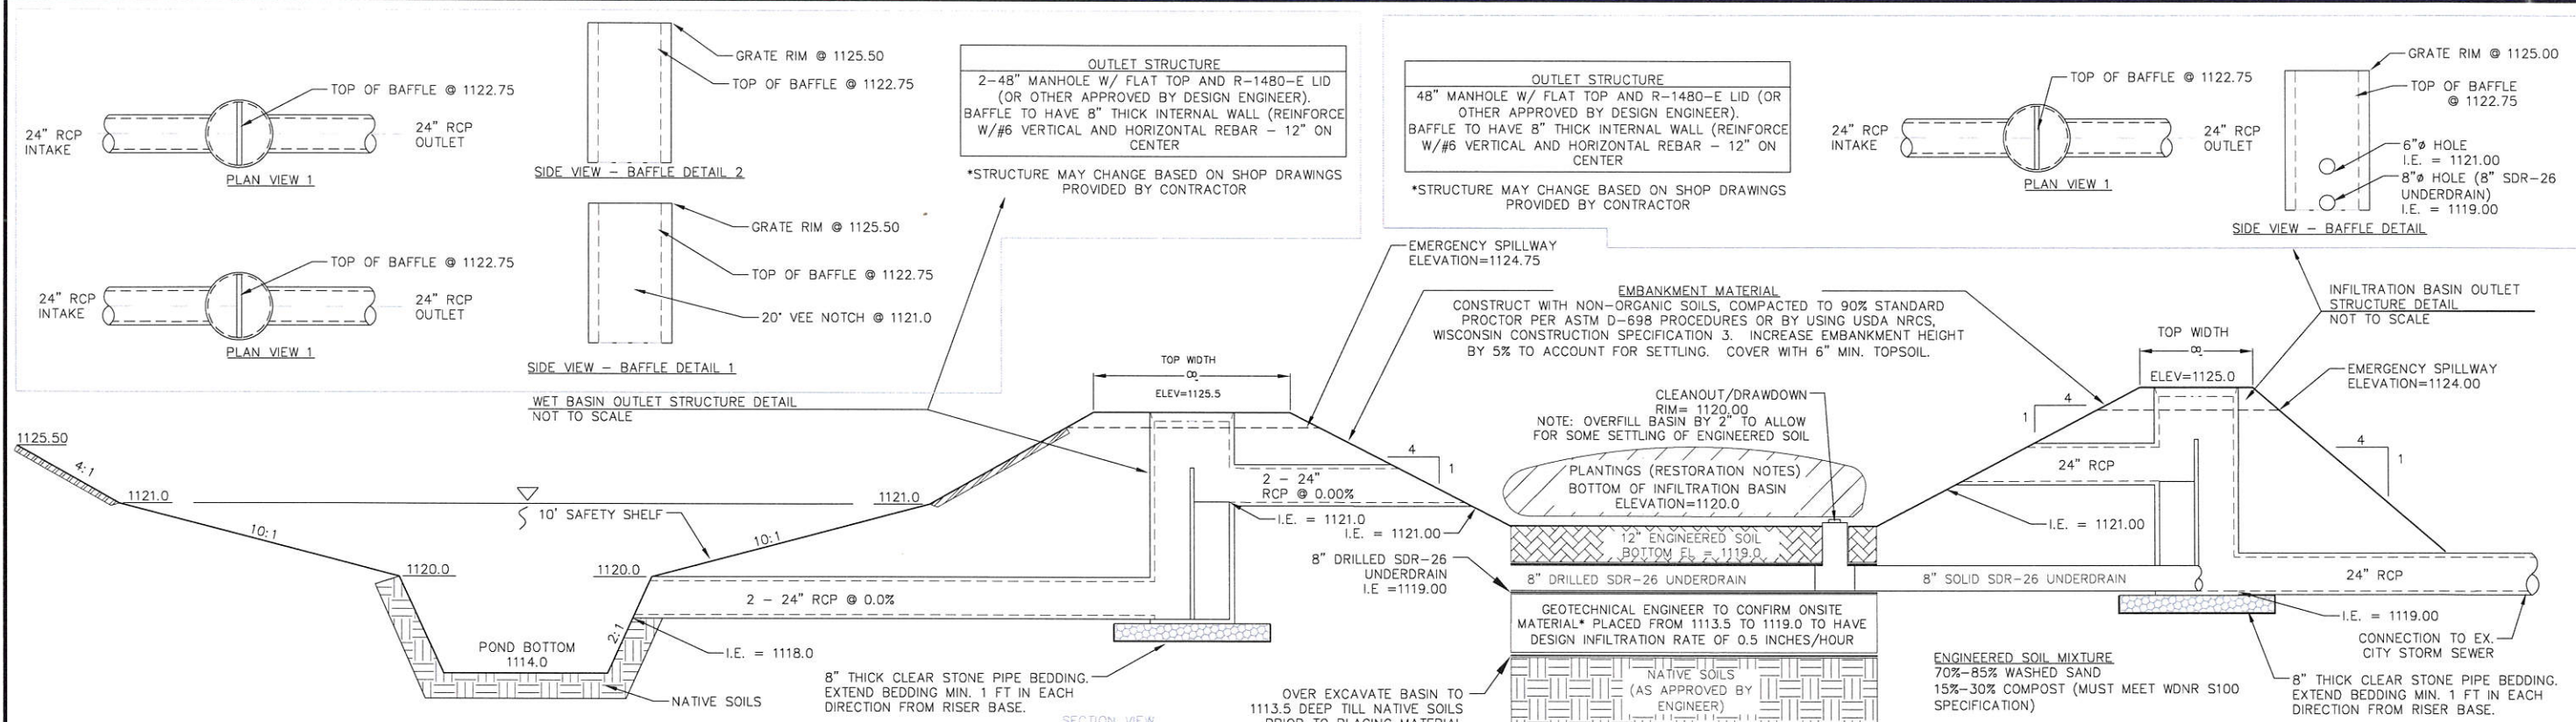 TOP OF BAFFLE @ 1122.75
24" RCP
INTAKE
24" RCP
OUTLET
PLAN VIEW 1
GRATE RIM @ 1125.50
TOP OF BAFFLE @ 1122.75
SIDE VIEW – BAFFLE DETAIL 2
OUTLET STRUCTURE
2–48" MANHOLE W/ FLAT TOP AND R–1480–E LID
(OR OTHER APPROVED BY DESIGN ENGINEER).
BAFFLE TO HAVE 8" THICK INTERNAL WALL (REINFORCE
W/#6 VERTICAL AND HORIZONTAL REBAR – 12" ON
CENTER
*STRUCTURE MAY CHANGE BASED ON SHOP DRAWINGS
PROVIDED BY CONTRACTOR
TOP OF BAFFLE @ 1122.75
24" RCP
INTAKE
24" RCP
OUTLET
PLAN VIEW 1
GRATE RIM @ 1125.50
TOP OF BAFFLE @ 1122.75
20° VEE NOTCH @ 1121.0
SIDE VIEW – BAFFLE DETAIL 1
OUTLET STRUCTURE
48" MANHOLE W/ FLAT TOP AND R–1480–E LID (OR
OTHER APPROVED BY DESIGN ENGINEER).
BAFFLE TO HAVE 8" THICK INTERNAL WALL (REINFORCE
W/#6 VERTICAL AND HORIZONTAL REBAR – 12" ON
CENTER
*STRUCTURE MAY CHANGE BASED ON SHOP DRAWINGS
PROVIDED BY CONTRACTOR
TOP OF BAFFLE @ 1122.75
24" RCP
INTAKE
24" RCP
OUTLET
PLAN VIEW 1
GRATE RIM @ 1125.00
TOP OF BAFFLE
@ 1122.75
6"ø HOLE
I.E. = 1121.00
8"ø HOLE (8" SDR–26
UNDERDRAIN)
I.E. = 1119.00
SIDE VIEW – BAFFLE DETAIL
WET BASIN OUTLET STRUCTURE DETAIL
NOT TO SCALE
EMERGENCY SPILLWAY
ELEVATION=1124.75
EMBANKMENT MATERIAL
CONSTRUCT WITH NON–ORGANIC SOILS, COMPACTED TO 90% STANDARD
PROCTOR PER ASTM D–698 PROCEDURES OR BY USING USDA NRCS,
WISCONSIN CONSTRUCTION SPECIFICATION 3. INCREASE EMBANKMENT HEIGHT
BY 5% TO ACCOUNT FOR SETTLING. COVER WITH 6" MIN. TOPSOIL.
INFILTRATION BASIN OUTLET
STRUCTURE DETAIL
NOT TO SCALE
TOP WIDTH
8'
ELEV=1125.5
TOP WIDTH
8'
ELEV=1125.0
EMERGENCY SPILLWAY
ELEVATION=1124.00
1125.50
4:1
1121.0
10:1
1120.0
10' SAFETY SHELF
1121.0
10:1
1120.0
POND BOTTOM
1114.0
2:1
I.E. = 1118.0
NATIVE SOILS
2 – 24" RCP @ 0.0%
8" THICK CLEAR STONE PIPE BEDDING.
EXTEND BEDDING MIN. 1 FT IN EACH
DIRECTION FROM RISER BASE.
SECTION VIEW
2 – 24"
RCP @ 0.00%
I.E. = 1121.0
I.E. = 1121.00
4
1
CLEANOUT/DRAWDOWN
RIM= 1120.00
NOTE: OVERFILL BASIN BY 2" TO ALLOW
FOR SOME SETTLING OF ENGINEERED SOIL
PLANTINGS (RESTORATION NOTES)
BOTTOM OF INFILTRATION BASIN
ELEVATION=1120.0
12" ENGINEERED SOIL
BOTTOM EL = 1119.0
8" DRILLED SDR–26
UNDERDRAIN
I.E =1119.00
8" DRILLED SDR–26 UNDERDRAIN
8" SOLID SDR–26 UNDERDRAIN
GEOTECHNICAL ENGINEER TO CONFIRM ONSITE
MATERIAL* PLACED FROM 1113.5 TO 1119.0 TO HAVE
DESIGN INFILTRATION RATE OF 0.5 INCHES/HOUR
OVER EXCAVATE BASIN TO
1113.5 DEEP TILL NATIVE SOILS
PRIOR TO PLACING MATERIAL
NATIVE SOILS
(AS APPROVED BY
ENGINEER)
1
4
24" RCP
I.E. = 1121.00
4
1
24" RCP
I.E. = 1119.00
CONNECTION TO EX.
CITY STORM SEWER
ENGINEERED SOIL MIXTURE
70%–85% WASHED SAND
15%–30% COMPOST (MUST MEET WDNR S100
SPECIFICATION)
8" THICK CLEAR STONE PIPE BEDDING.
EXTEND BEDDING MIN. 1 FT IN EACH
DIRECTION FROM RISER BASE.